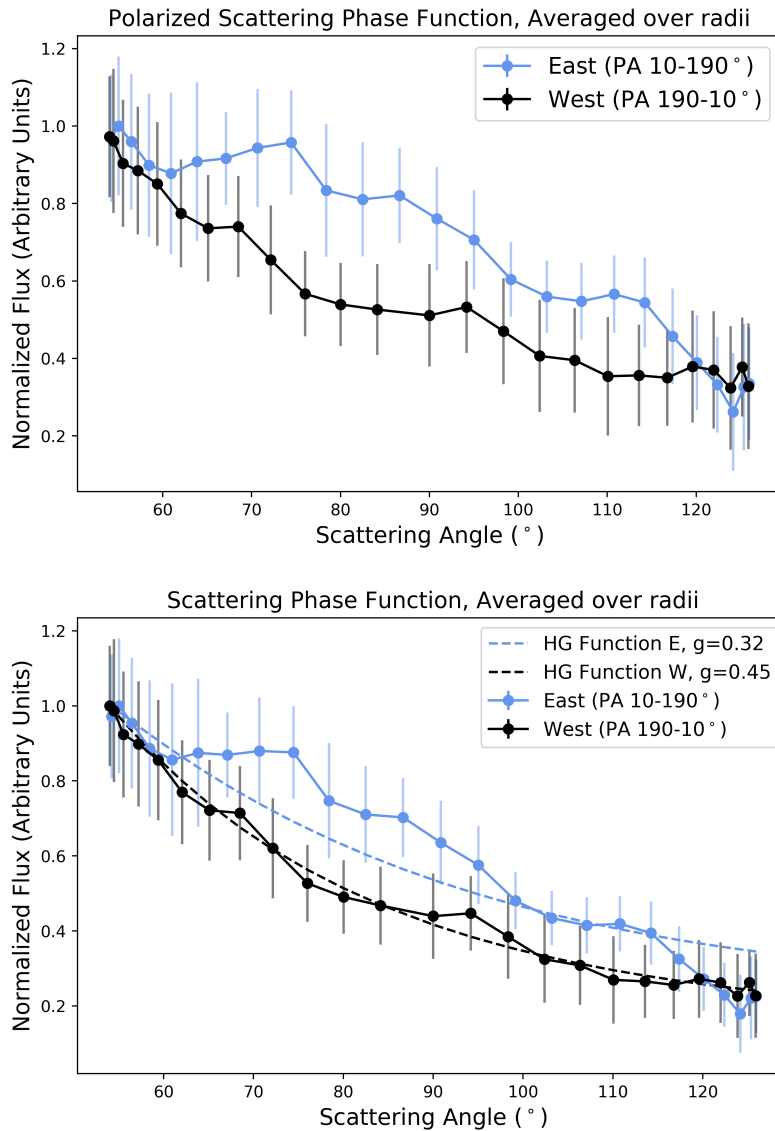 Polarized Scattering Phase Function, Averaged over radii
1.2
1.0
0.8
0.6
0.4
0.2
Normalized Flux (Arbitrary Units)
East (PA 10-190°)
West (PA 190-10°)
60 70 80 90 100 110 120
Scattering Angle (°)
Scattering Phase Function, Averaged over radii
1.2
1.0
0.8
0.6
0.4
0.2
Normalized Flux (Arbitrary Units)
HG Function E, g=0.32
HG Function W, g=0.45
East (PA 10-190°)
West (PA 190-10°)
60 70 80 90 100 110 120
Scattering Angle (°)